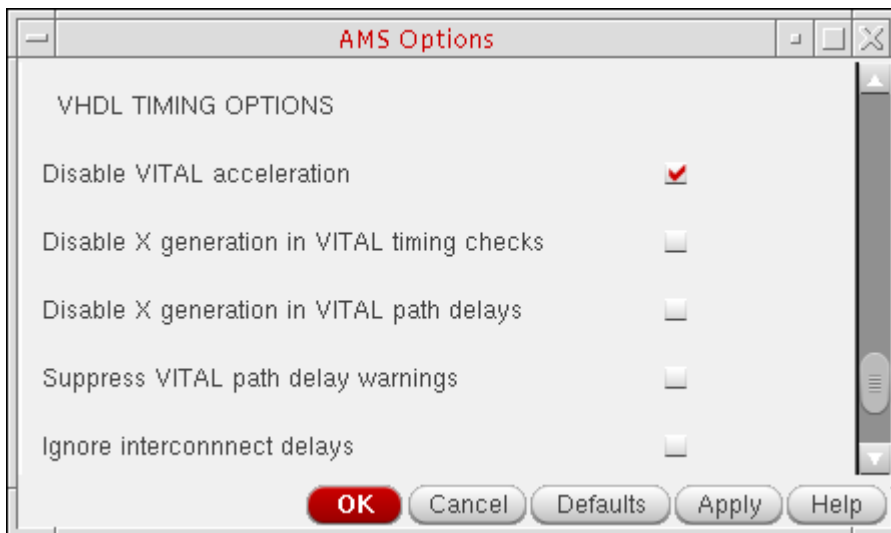 AMS Options
VHDL TIMING OPTIONS
Disable VITAL acceleration
Disable X generation in VITAL timing checks
Disable X generation in VITAL path delays
Suppress VITAL path delay warnings
Ignore interconnnect delays
OK Cancel Defaults Apply Help